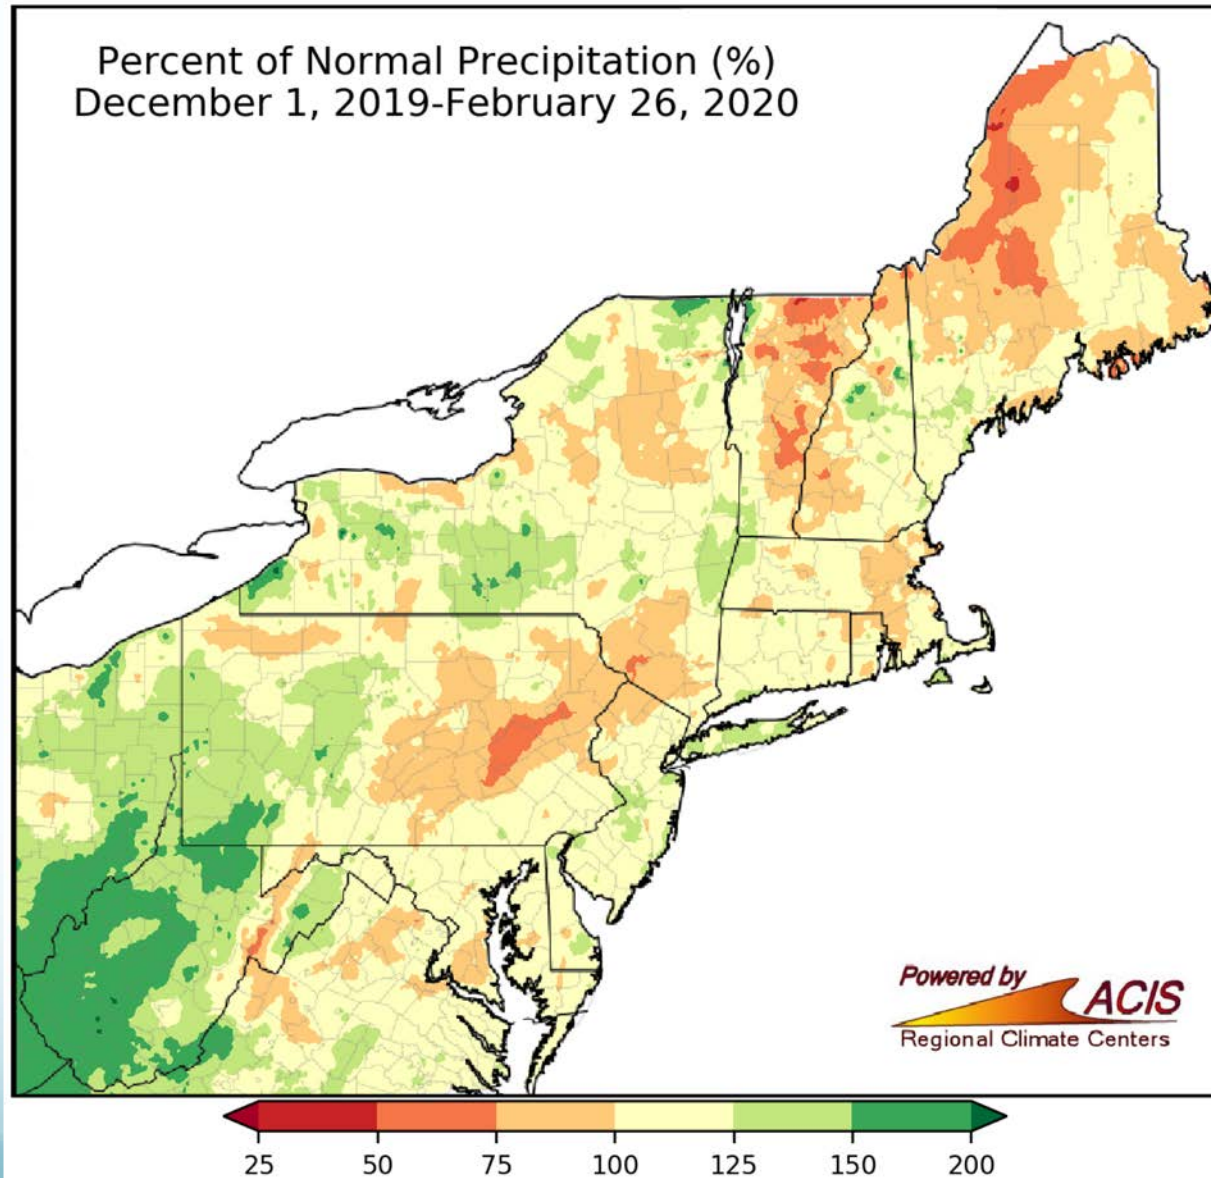 Percent of Normal Precipitation (%)
December 1, 2019-February 26, 2020
Powered by
ACIS
Regional Climate Centers
25 50 75 100 125 150 200